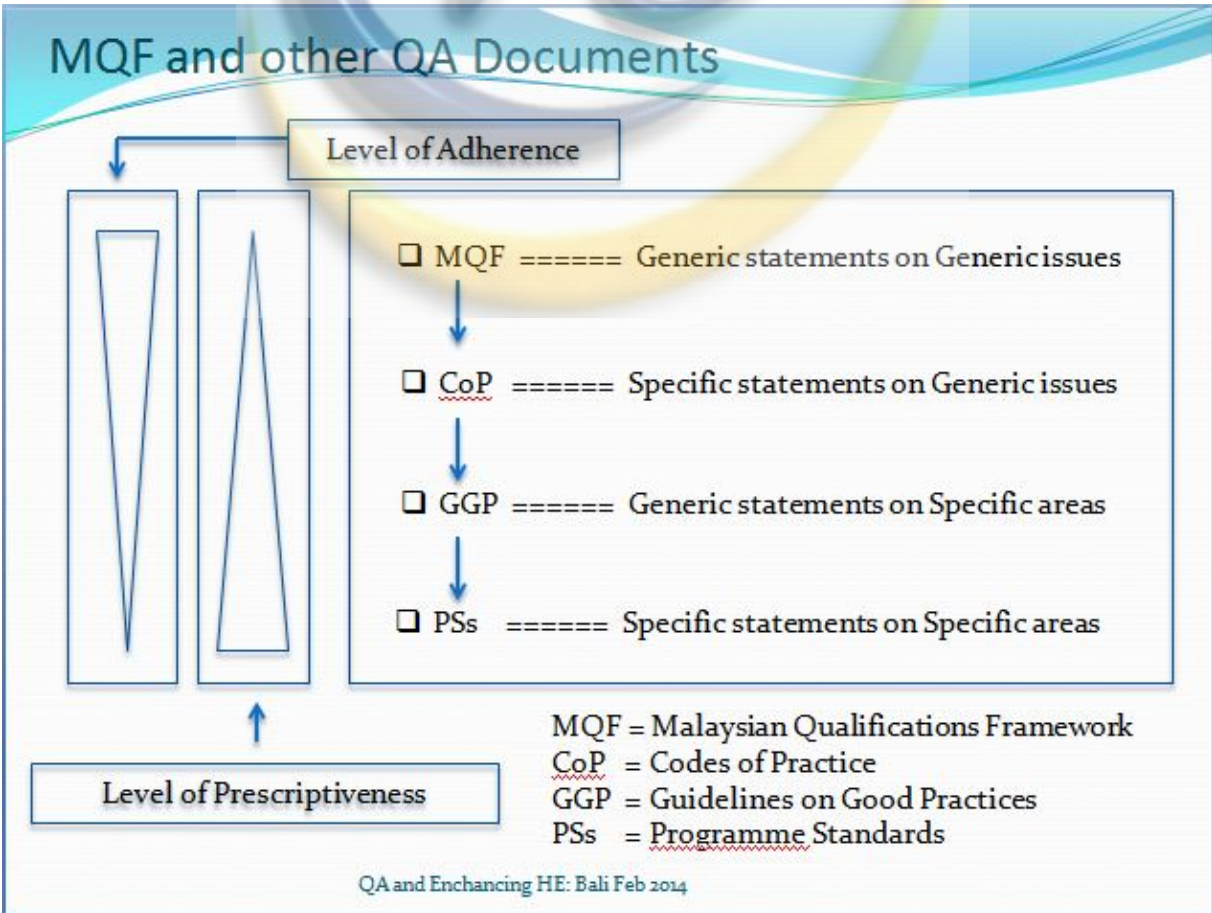 MQF and other QA Documents
Level of Adherence
❑ MQF ====== Generic statements on Generic issues
❑ CoP ====== Specific statements on Generic issues
❑ GGP ====== Generic statements on Specific areas
❑ PSs ====== Specific statements on Specific areas
Level of Prescriptiveness
MQF = Malaysian Qualifications Framework
CoP = Codes of Practice
GGP = Guidelines on Good Practices
PSs = Programme Standards
QA and Enchancing HE: Bali Feb 2014